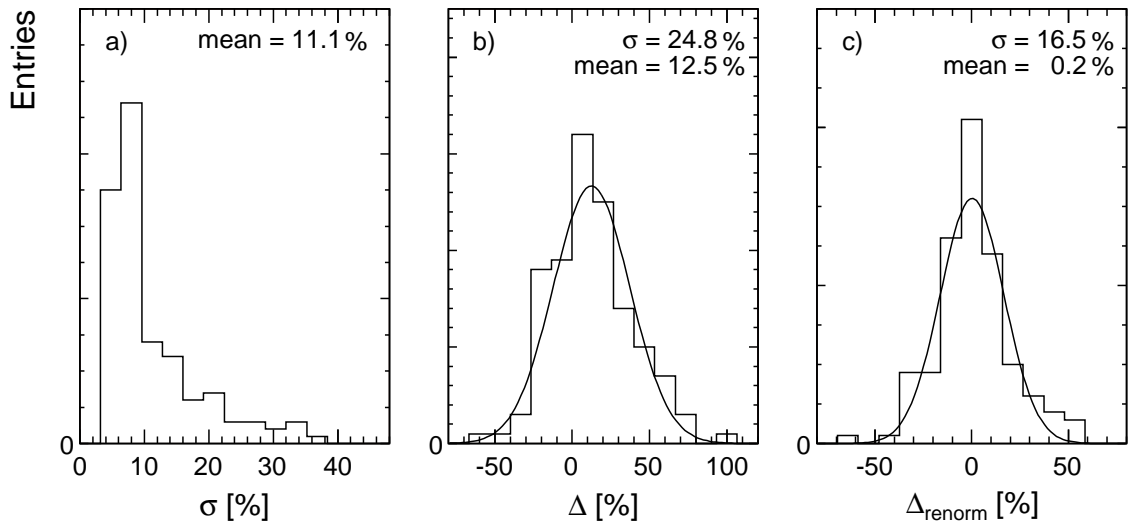 Entries
a)
mean = 11.1 %
0
0 10 20 30 40
σ [%]
b)
σ = 24.8 %
mean = 12.5 %
0
-50 0 50 100
Δ [%]
c)
σ = 16.5 %
mean = 0.2 %
0
-50 0 50
Δrenorm [%]